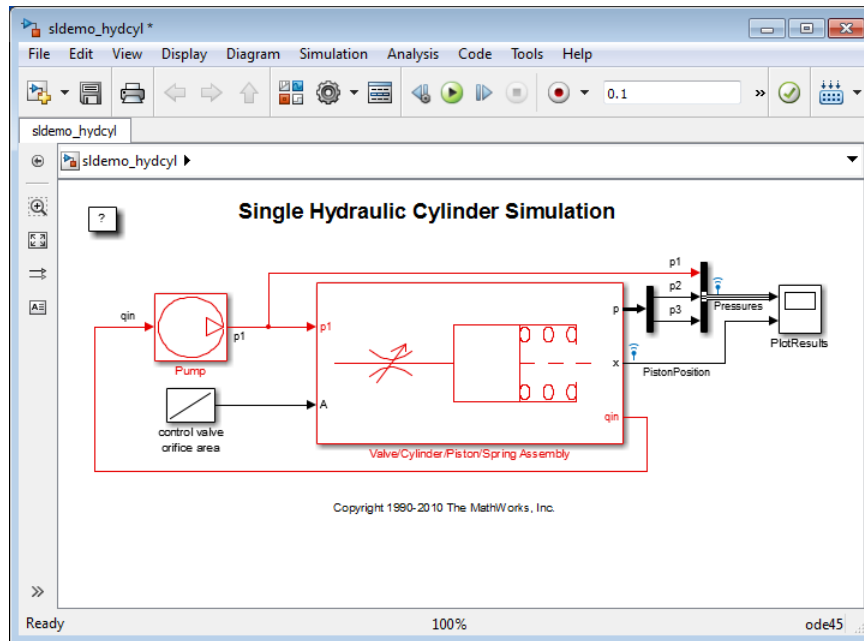 sldemo_hydcyl *
File Edit View Display Diagram Simulation Analysis Code Tools Help
0.1 »
sldemo_hydcyl
sldemo_hydcyl
?
Single Hydraulic Cylinder Simulation
p1
p2
p3
Pressures
PlotResults
qin
p1
Pump
p1
p
x
PistonPosition
A
qin
control valve
orifice area
Valve/Cylinder/Piston/Spring Assembly
Copyright 1990-2010 The MathWorks, Inc.
A
»
Ready 100% ode45